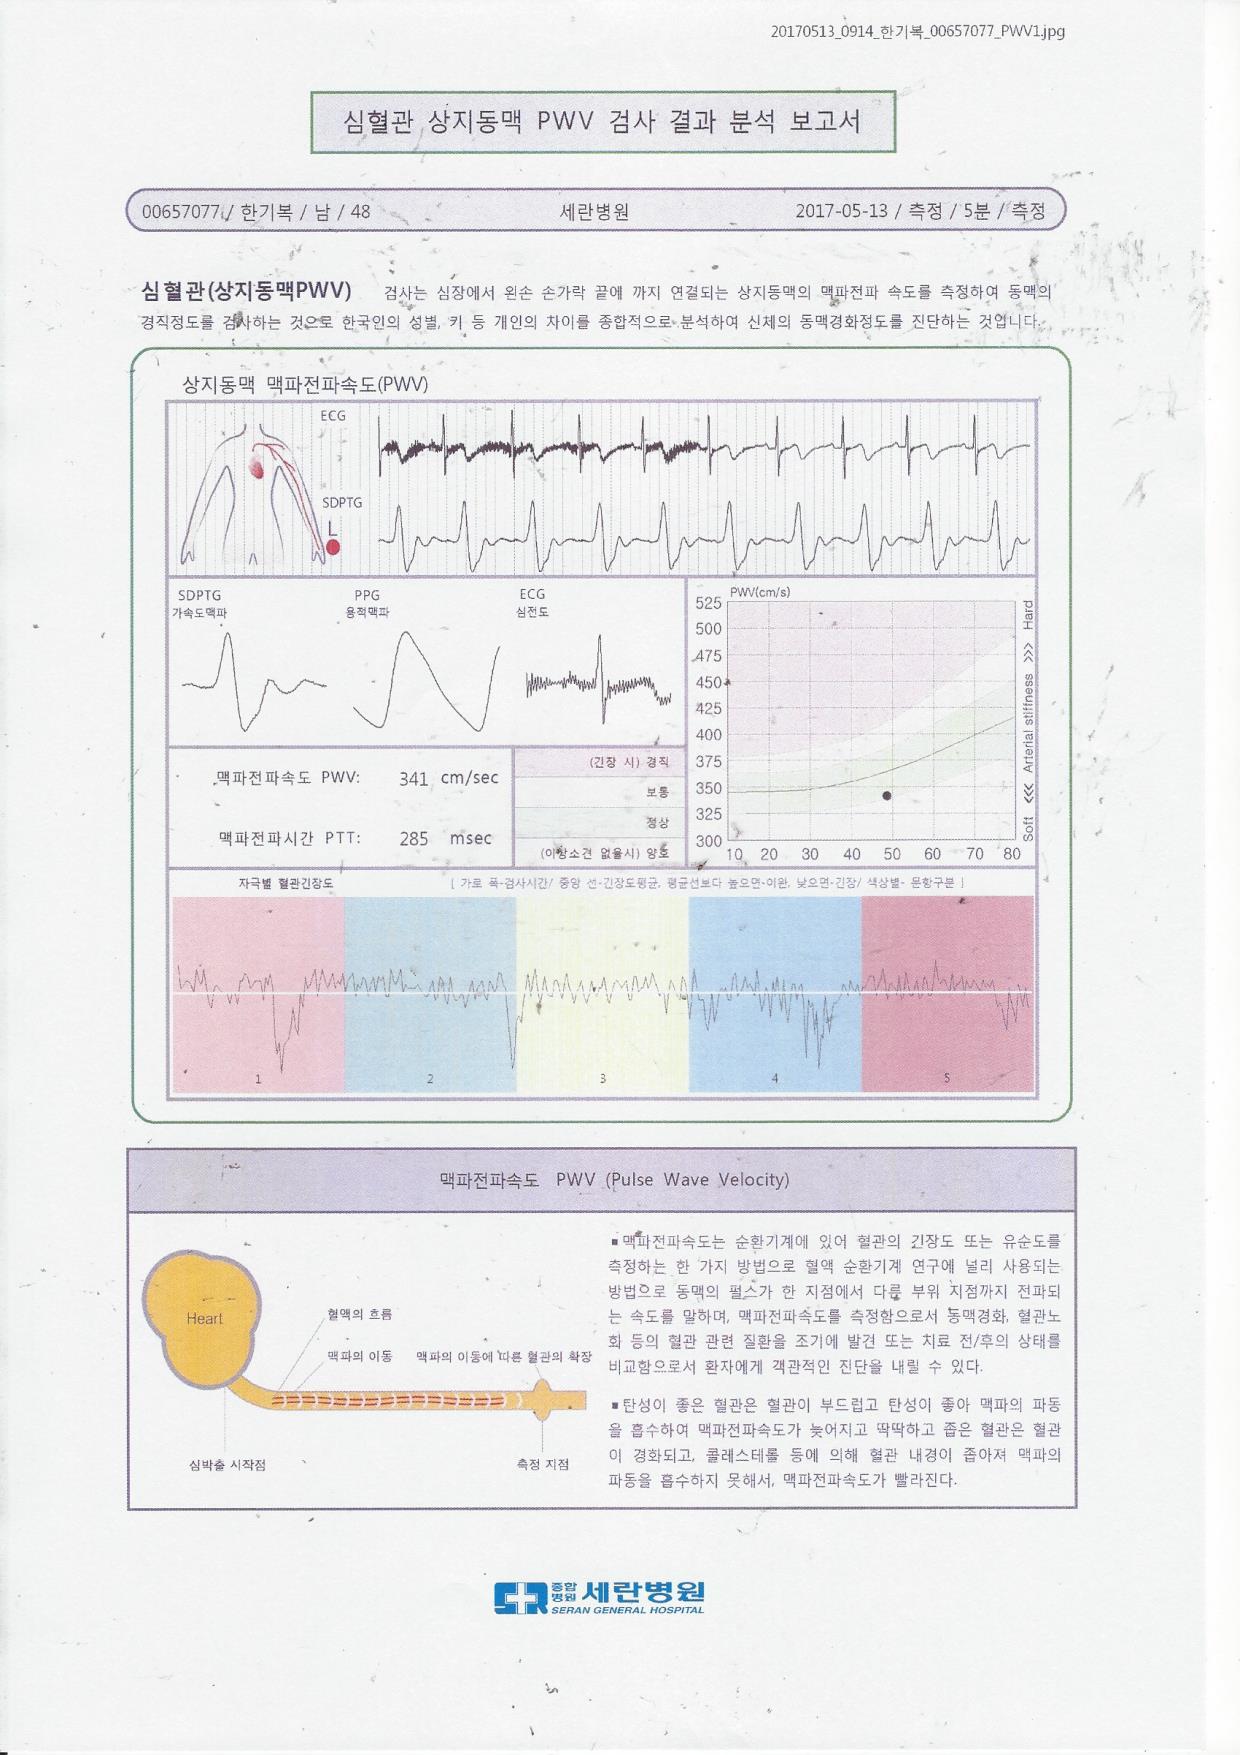 20170513_0914_한기복_00657077_PWV1.jpg
심혈관 상지동맥 PWV 검사 결과 분석 보고서
00657077 / 한기복 / 남 / 48
세란병원
2017-05-13 / 측정 / 5분 / 측정
심혈관(상지동맥PWV) 검사는 심장에서 왼손 손가락 끝에 까지 연결되는 상지동맥의 맥파전파 속도를 측정하여 동맥의
경직정도를 검사하는 것으로 한국인의 성별, 키 등 개인의 차이를 종합적으로 분석하여 신체의 동맥경화정도를 진단하는 것입니다.
상지동맥 맥파전파속도(PWV)
ECG
SDPTG
L
SDPTG
가속도맥파
PPG
용적맥파
ECG
심전도
PWV(cm/s)
525
500
475
450
425
400
375
350
325
300
10 20 30 40 50 60 70 80
Soft <<< Arterial stiffness >>> Hard
맥파전파속도 PWV: 341 cm/sec
맥파전파시간 PTT: 285 msec
(긴장 시) 경직
보통
정상
(이상소견 없을시) 양호
자극별 혈관긴장도
[ 가로 폭-검사시간/ 중앙 선-긴장도평균, 평균선보다 높으면-이완, 낮으면-긴장/ 색상별- 문항구분 ]
1 2 3 4 5
맥파전파속도 PWV (Pulse Wave Velocity)
Heart
혈액의 흐름
맥파의 이동
맥파의 이동에 따른 혈관의 확장
심박출 시작점
측정 지점
▪맥파전파속도는 순환기계에 있어 혈관의 긴장도 또는 유순도를
측정하는 한 가지 방법으로 혈액 순환기계 연구에 널리 사용되는
방법으로 동맥의 펄스가 한 지점에서 다른 부위 지점까지 전파되
는 속도를 말하며, 맥파전파속도를 측정함으로서 동맥경화, 혈관노
화 등의 혈관 관련 질환을 조기에 발견 또는 치료 전/후의 상태를
비교함으로서 환자에게 객관적인 진단을 내릴 수 있다.
▪탄성이 좋은 혈관은 혈관이 부드럽고 탄성이 좋아 맥파의 파동
을 흡수하여 맥파전파속도가 늦어지고 딱딱하고 좁은 혈관은 혈관
이 경화되고, 콜레스테롤 등에 의해 혈관 내경이 좁아져 맥파의
파동을 흡수하지 못해서, 맥파전파속도가 빨라진다.
종합
병원 세란병원
SERAN GENERAL HOSPITAL